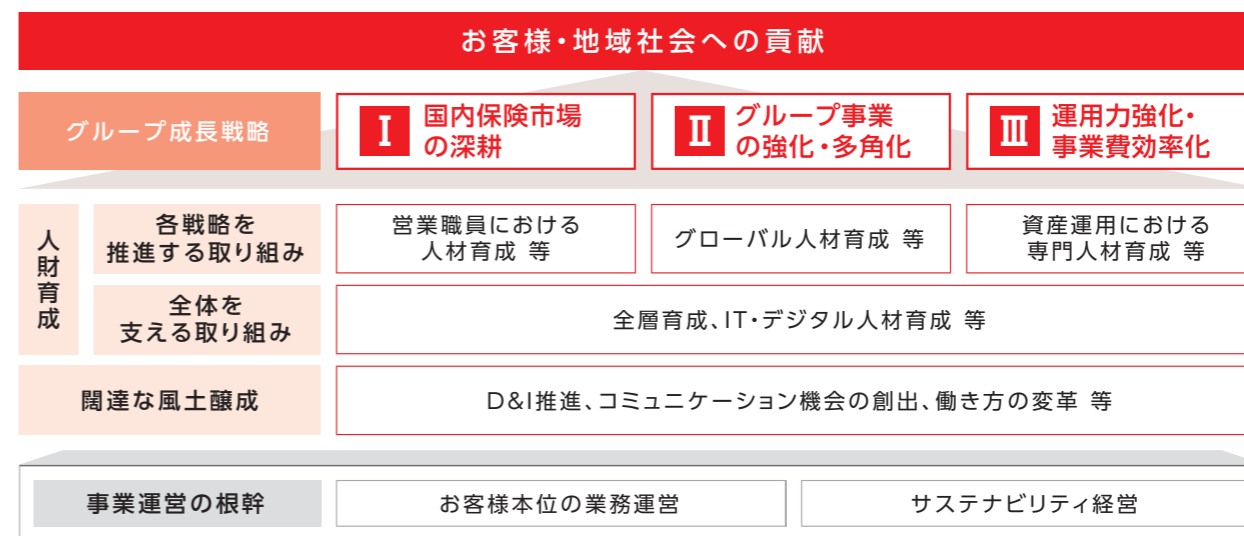 お客様・地域社会への貢献
グループ成長戦略
Ⅰ
国内保険市場
の深耕
Ⅱ
グループ事業
の強化・多角化
Ⅲ
運用力強化・
事業費効率化
人財育成
各戦略を
推進する取り組み
営業職員における
人材育成 等
グローバル人材育成 等
資産運用における
専門人材育成 等
全体を
支える取り組み
全層育成、IT・デジタル人材育成 等
闊達な風土醸成
D&I推進、コミュニケーション機会の創出、働き方の変革 等
事業運営の根幹
お客様本位の業務運営
サステナビリティ経営